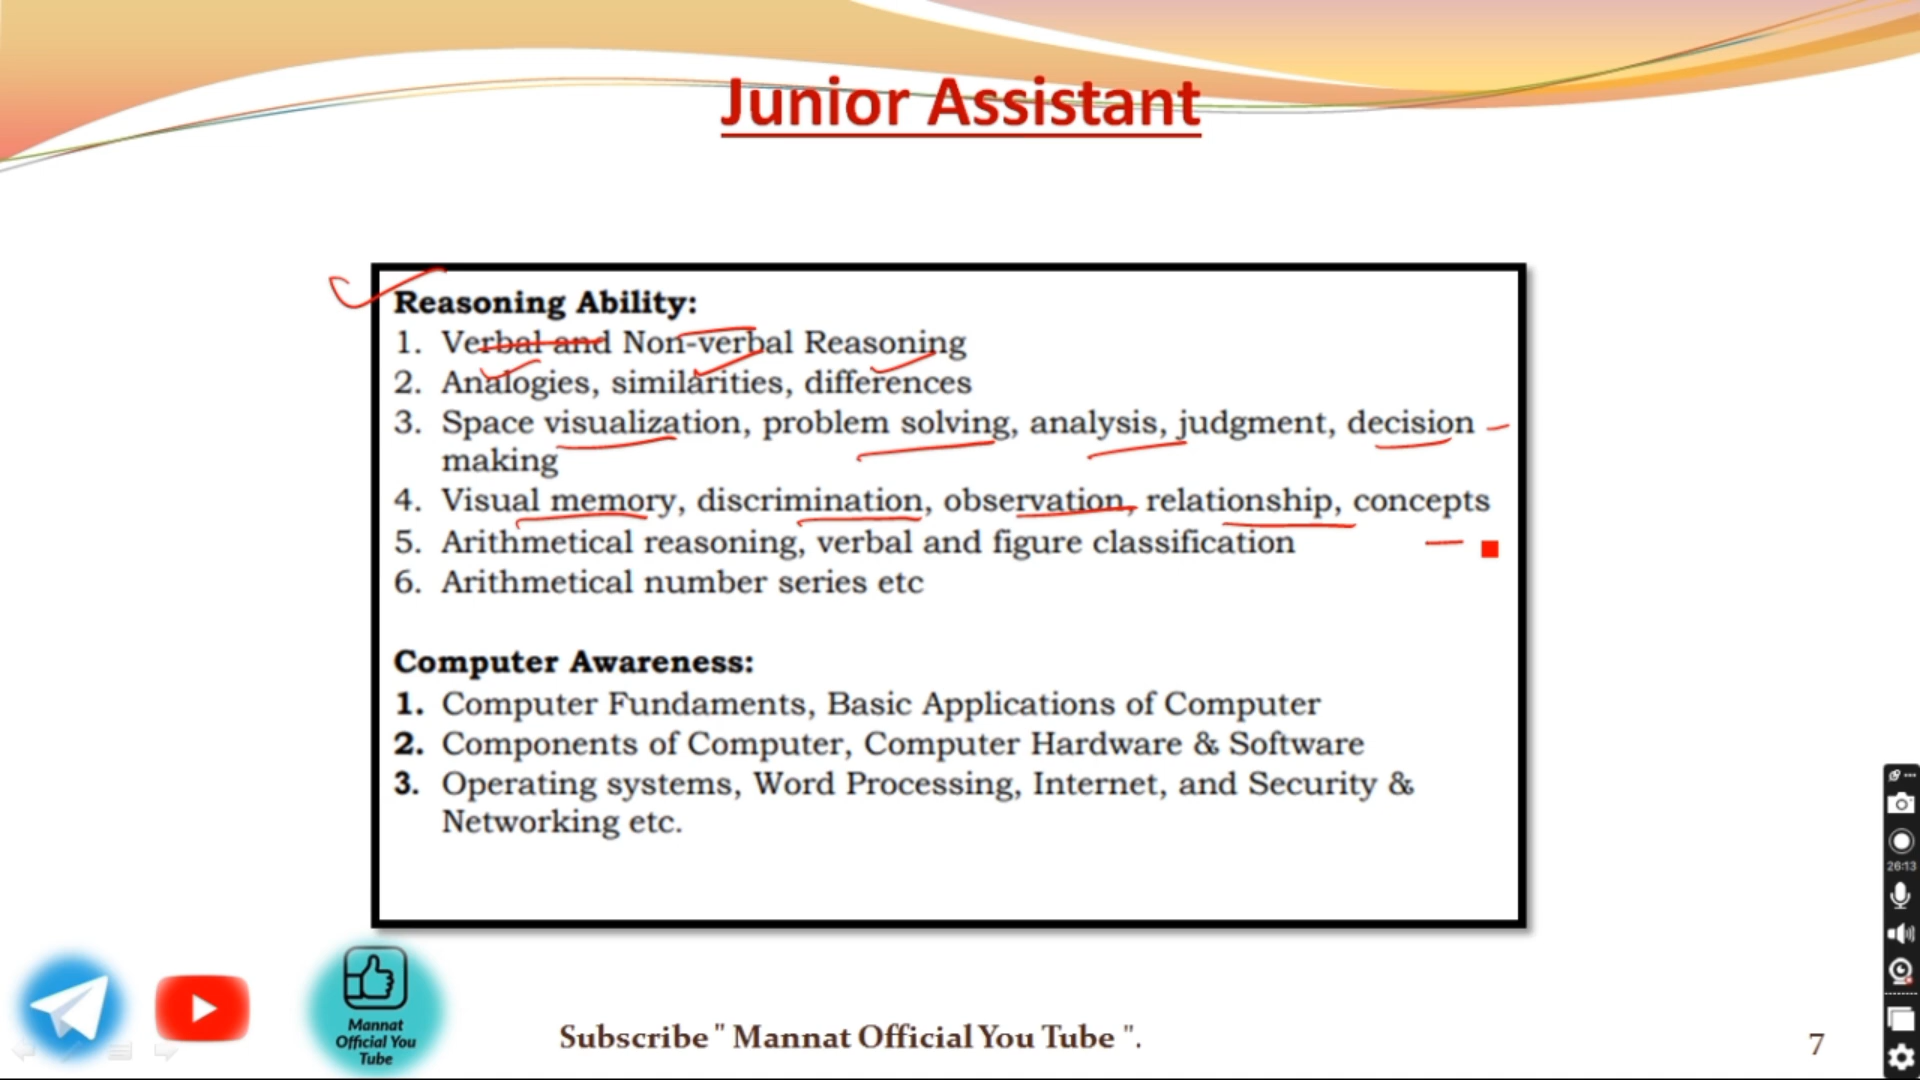 Junior Assistant
Reasoning Ability:
1. Verbal and Non-verbal Reasoning
2. Analogies, similarities, differences
3. Space visualization, problem solving, analysis, judgment, decision
making
4. Visual memory, discrimination, observation, relationship, concepts
5. Arithmetical reasoning, verbal and figure classification
6. Arithmetical number series etc
Computer Awareness:
1. Computer Fundaments, Basic Applications of Computer
2. Components of Computer, Computer Hardware & Software
3. Operating systems, Word Processing, Internet, and Security &
Networking etc.
Mannat
Official You
Tube
Subscribe " Mannat Official You Tube ".
7
26:13